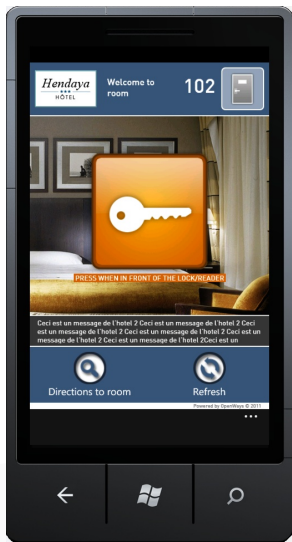 Hendaya
HÔTEL
Welcome to
room
102
PRESS WHEN IN FRONT OF THE LOCK/READER
Ceci est un message de l'hotel 2 Ceci est un message de l'hotel 2 Ceci
est un message de l'hotel 2 Ceci est un message de l'hotel 2 Ceci est un
message de l'hotel 2 Ceci est un message de l'hotel 2Ceci est un
Directions to room
Refresh
Powered by OpenWays © 2011